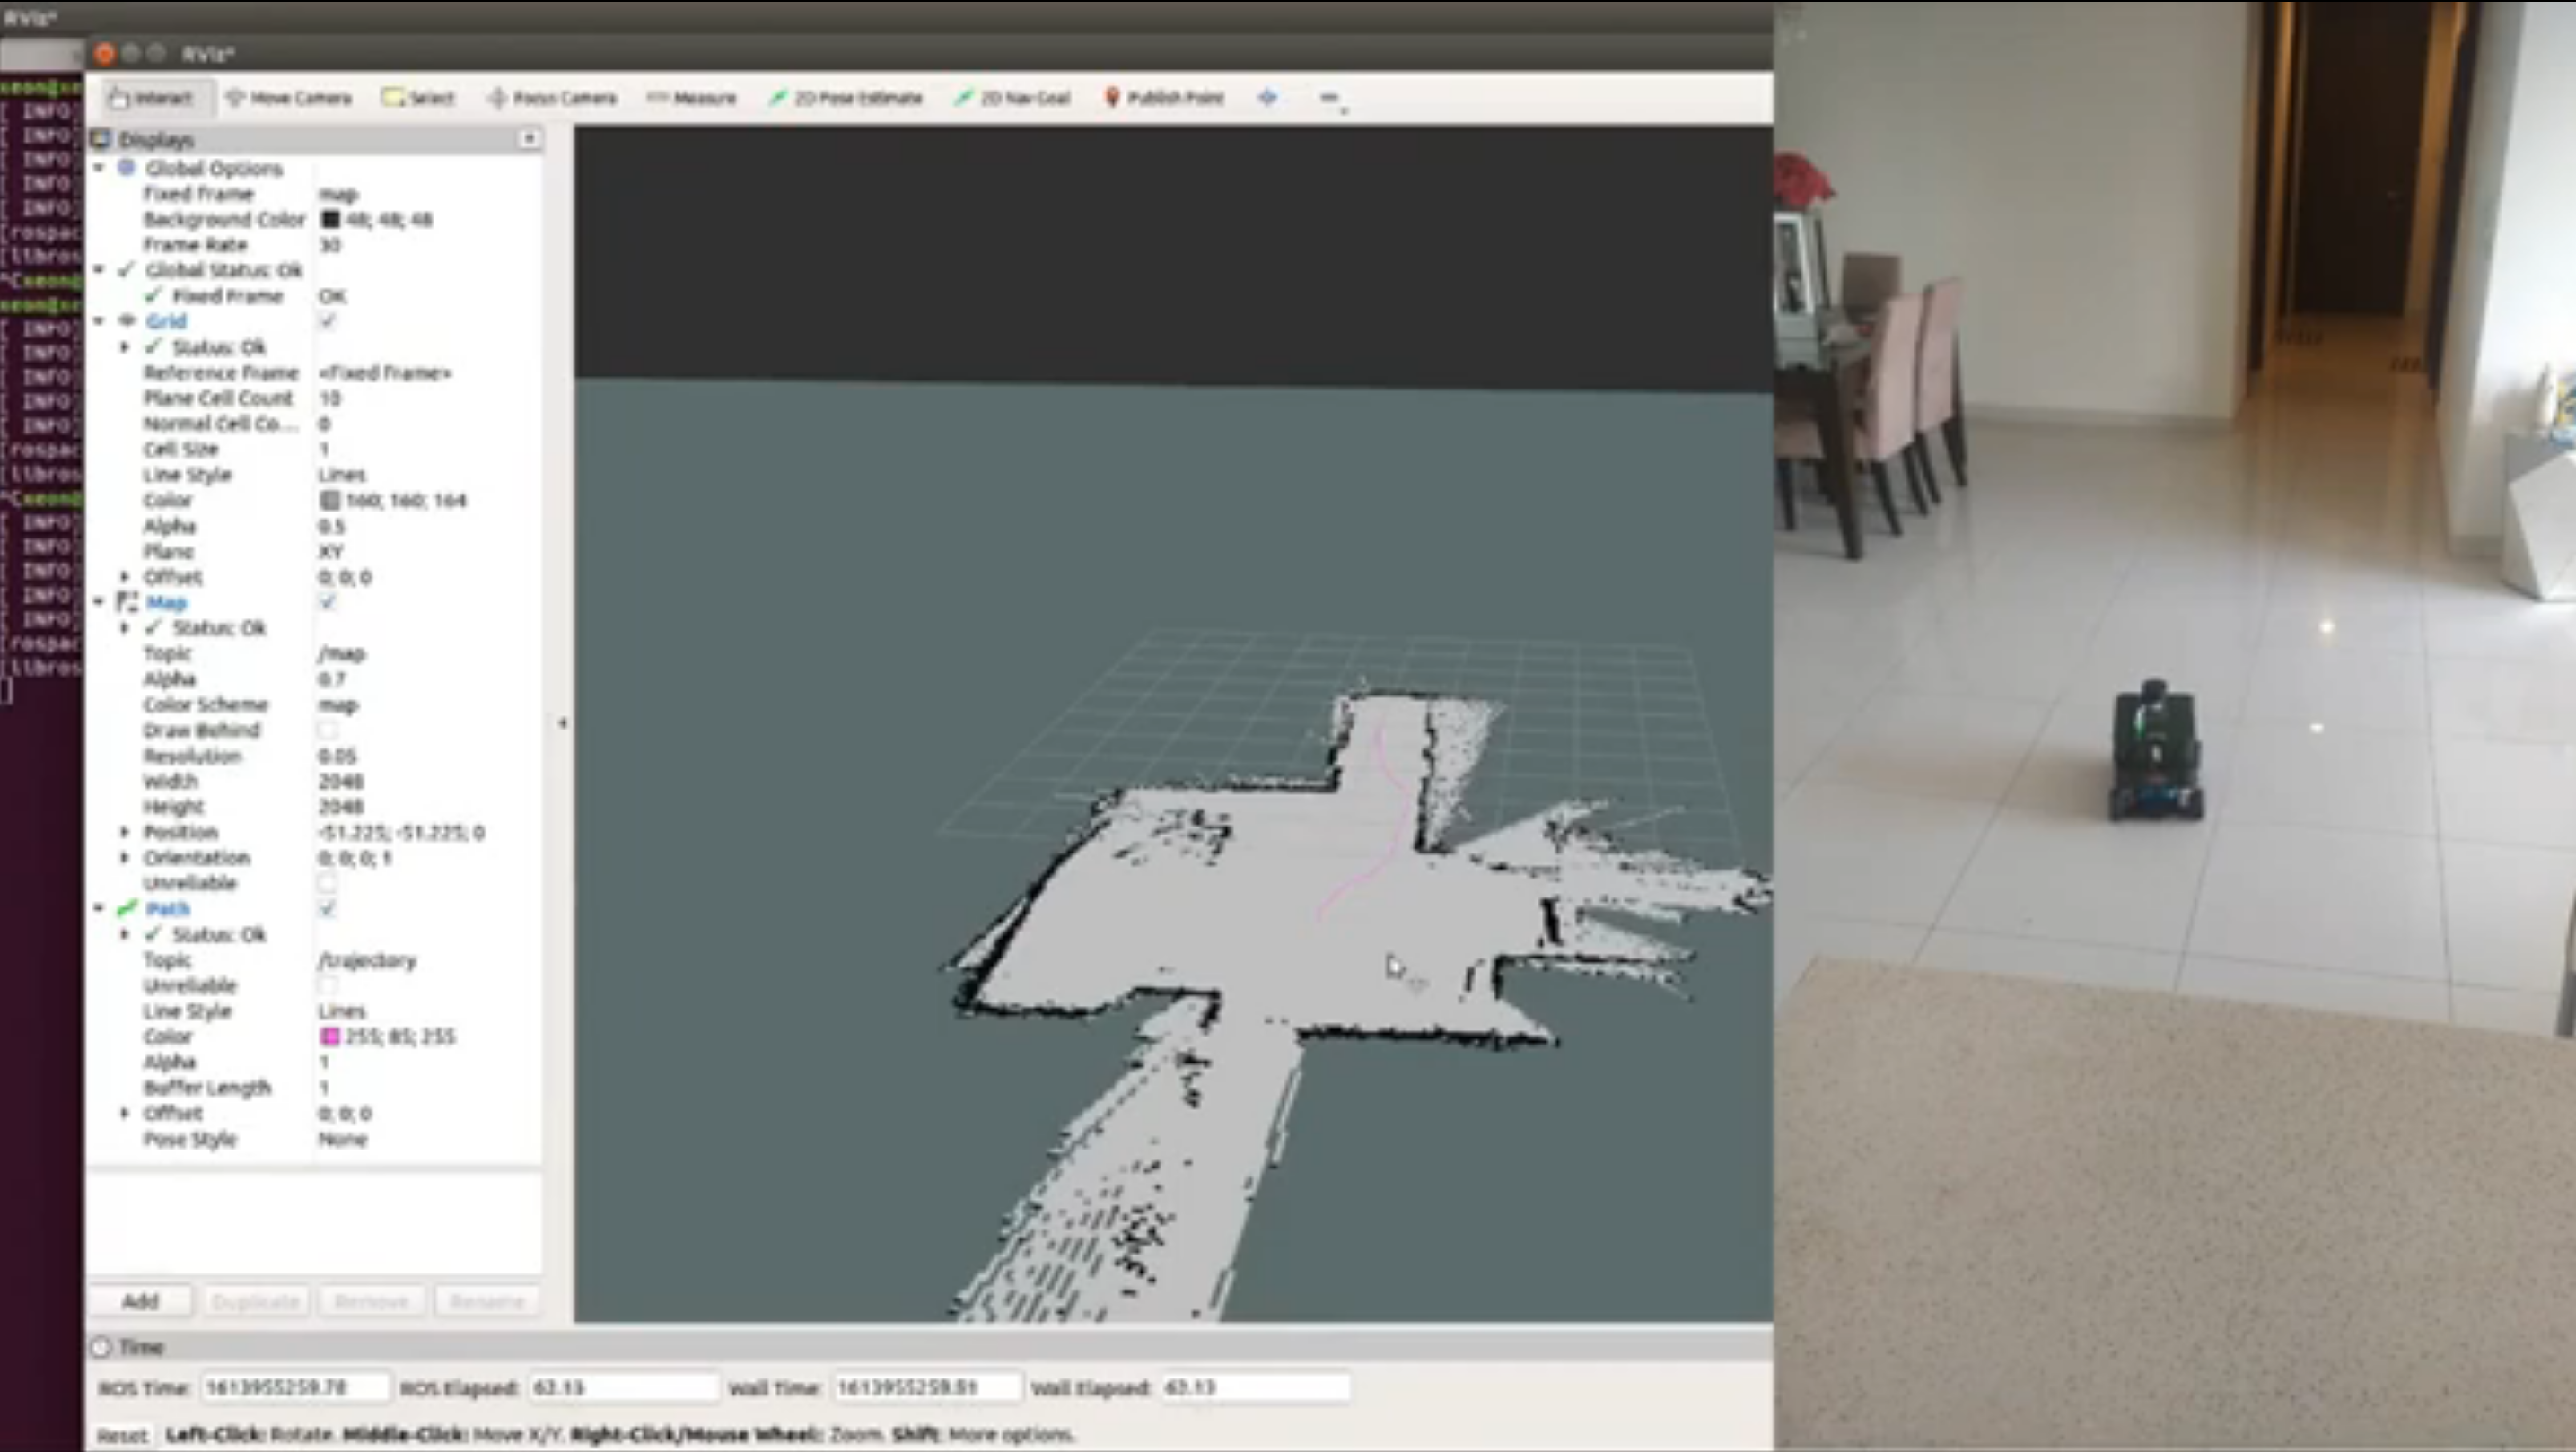 RViz*
RViz*
Interact Move Camera Select Focus Camera Measure 2D Pose Estimate 2D Nav Goal Publish Point
Displays
Global Options
Fixed Frame map
Background Color 48; 48; 48
Frame Rate 30
Global Status: Ok
Fixed Frame OK
Grid
Status: Ok
Reference Frame <Fixed Frame>
Plane Cell Count 10
Normal Cell Co... 0
Cell Size 1
Line Style Lines
Color 160; 160; 164
Alpha 0.5
Plane XY
Offset 0; 0; 0
Map
Status: Ok
Topic /map
Alpha 0.7
Color Scheme map
Draw Behind
Resolution 0.05
Width 2048
Height 2048
Position -51.225; -51.225; 0
Orientation 0; 0; 0; 1
Unreliable
Path
Status: Ok
Topic /trajectory
Unreliable
Line Style Lines
Color 255; 85; 255
Alpha 1
Buffer Length 1
Offset 0; 0; 0
Pose Style None
Add Duplicate Remove Rename
Time
ROS Time: 1613955259.78 ROS Elapsed: Wall Time: 1613955259.81 Wall Elapsed:
Reset Left-Click: Rotate. Middle-Click: Move X/Y. Right-Click/Mouse Wheel: Zoom. Shift: More options.
[ INFO]
[ INFO]
[ INFO]
[ INFO]
[ INFO]
[rospac
[libros
[ INFO]
[ INFO]
[ INFO]
[ INFO]
[ INFO]
[rospac
[libros
[ INFO]
[ INFO]
[ INFO]
[ INFO]
[ INFO]
[rospac
[libros